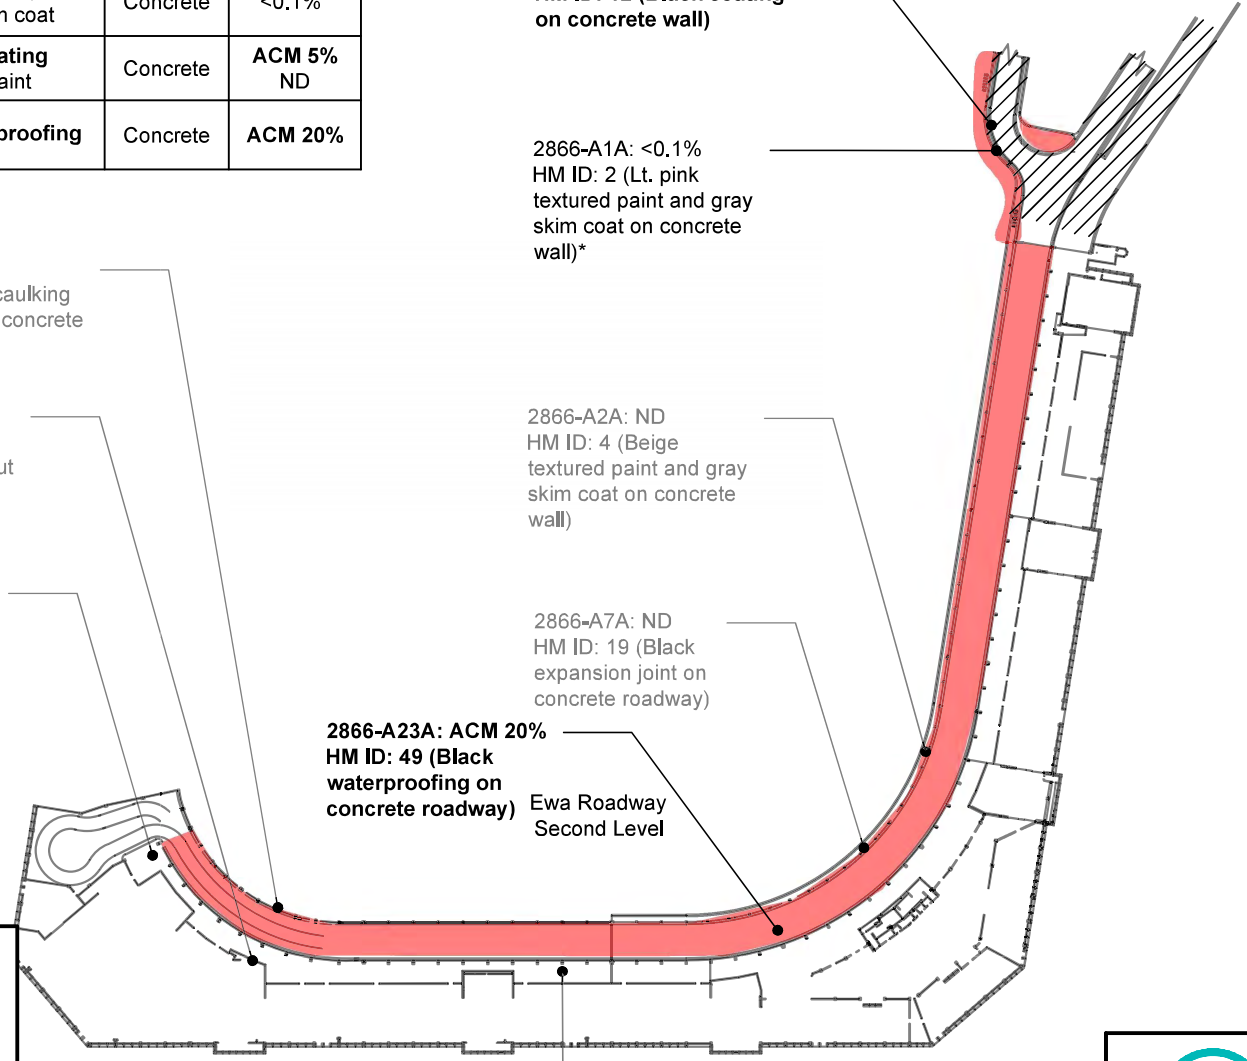 n coat
Concrete
<0.1%
ating
aint
Concrete
ACM 5%
ND
proofing
Concrete
ACM 20%
on concrete wall)
2866-A1A: <0.1%
HM ID: 2 (Lt. pink
textured paint and gray
skim coat on concrete
wall)*
caulking
concrete
2866-A2A: ND
HM ID: 4 (Beige
textured paint and gray
skim coat on concrete
wall)
ut
2866-A7A: ND
HM ID: 19 (Black
expansion joint on
concrete roadway)
2866-A23A: ACM 20%
HM ID: 49 (Black
waterproofing on
concrete roadway)
Ewa Roadway
Second Level